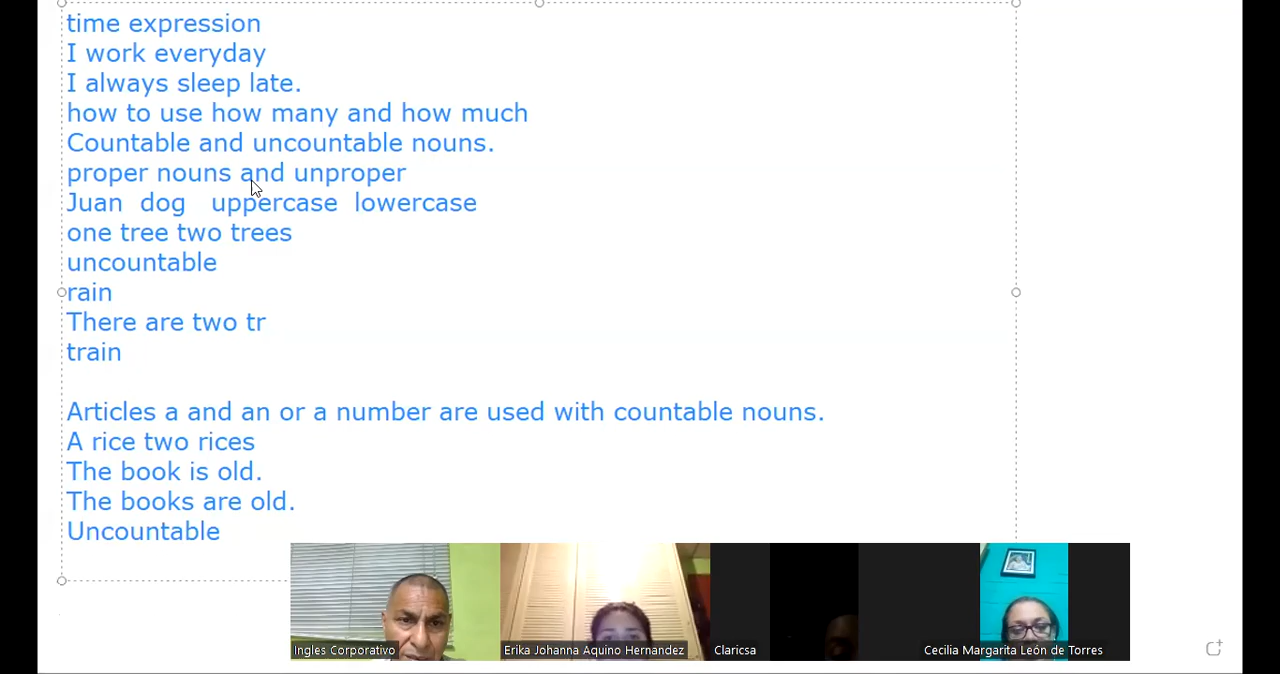 time expression
I work everyday
I always sleep late.
how to use how many and how much
Countable and uncountable nouns.
proper nouns and unproper
Juan dog uppercase lowercase
one tree two trees
uncountable
rain
There are two tr
train
Articles a and an or a number are used with countable nouns.
A rice two rices
The book is old.
The books are old.
Uncountable
Ingles Corporativo
Erika Johanna Aquino Hernandez
Claricsa
Cecilia Margarita León de Torres